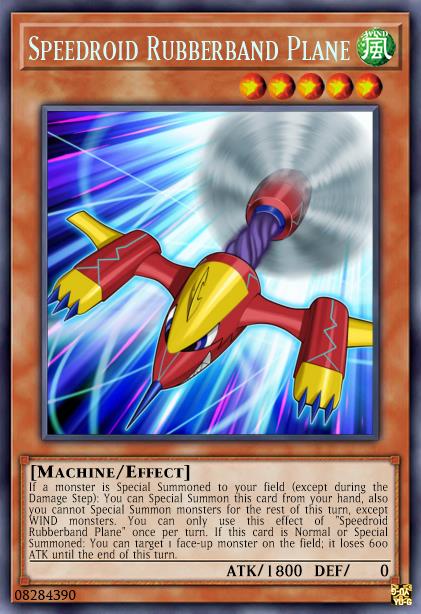 SPEEDROID RUBBERBAND PLANE
WIND
風
[MACHINE/EFFECT]
If a monster is Special Summoned to your field (except during the
Damage Step): You can Special Summon this card from your hand, also
you cannot Special Summon monsters for the rest of this turn, except
WIND monsters. You can only use this effect of "Speedroid
Rubberband Plane" once per turn. If this card is Normal or Special
Summoned: You can target 1 face-up monster on the field; it loses 600
ATK until the end of this turn.
ATK/1800 DEF/ 0
08284390